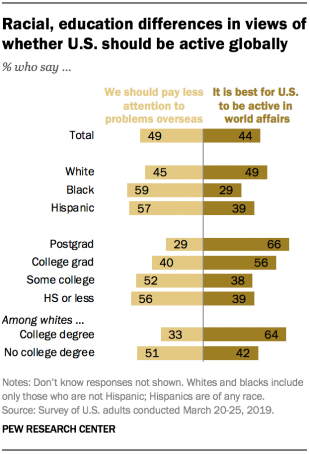 Racial, education differences in views of
whether U.S. should be active globally
% who say ...
We should pay less
attention to
problems overseas
It is best for U.S.
to be active in
world affairs
Total 49 44
White 45 49
Black 59 29
Hispanic 57 39
Postgrad 29 66
College grad 40 56
Some college 52 38
HS or less 56 39
Among whites ...
College degree 33 64
No college degree 51 42
Notes: Don't know responses not shown. Whites and blacks include
only those who are not Hispanic; Hispanics are of any race.
Source: Survey of U.S. adults conducted March 20-25, 2019.
PEW RESEARCH CENTER